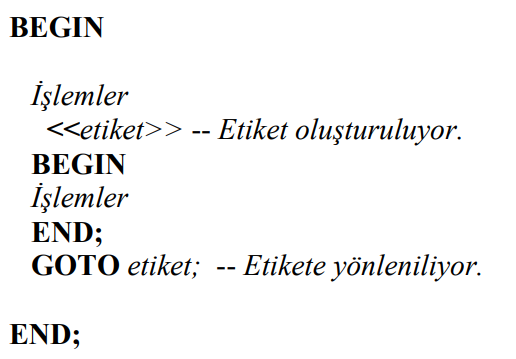 BEGIN
İşlemler
<<etiket>> -- Etiket oluşturuluyor.
BEGIN
İşlemler
END;
GOTO etiket; -- Etikete yönleniliyor.
END;